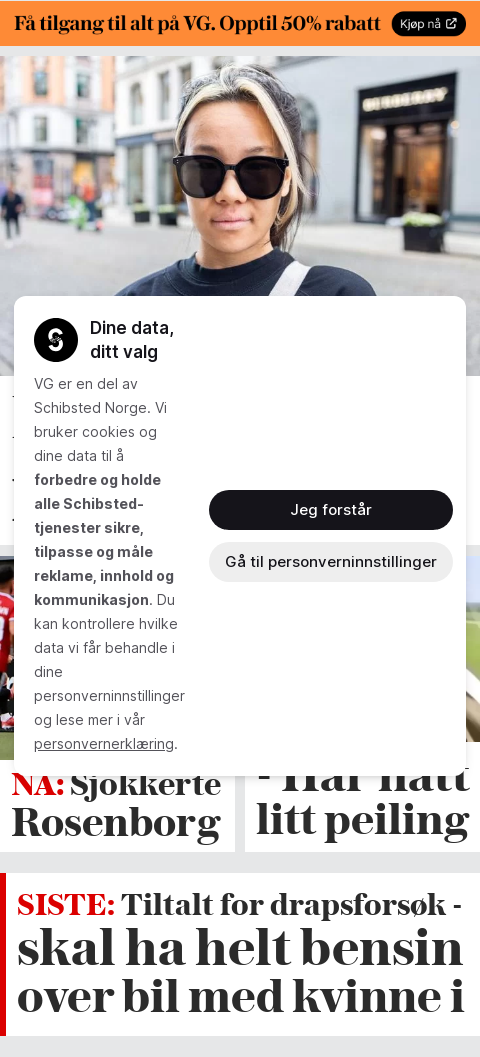 Få tilgang til alt på VG. Opptil 50% rabatt
Kjøp nå
BURBERRY
Dine data,
ditt valg
VG er en del av
Schibsted Norge. Vi
bruker cookies og
dine data til å
forbedre og holde
alle Schibsted-
tjenester sikre,
tilpasse og måle
reklame, innhold og
kommunikasjon. Du
kan kontrollere hvilke
data vi får behandle i
dine
personverninnstillinger
og lese mer i vår
personvernerklæring.
Jeg forstår
Gå til personverninnstillinger
NÅ: Sjokkerte
Rosenborg
- Har hatt
litt peiling
SISTE: Tiltalt for drapsforsøk -
skal ha helt bensin
over bil med kvinne i